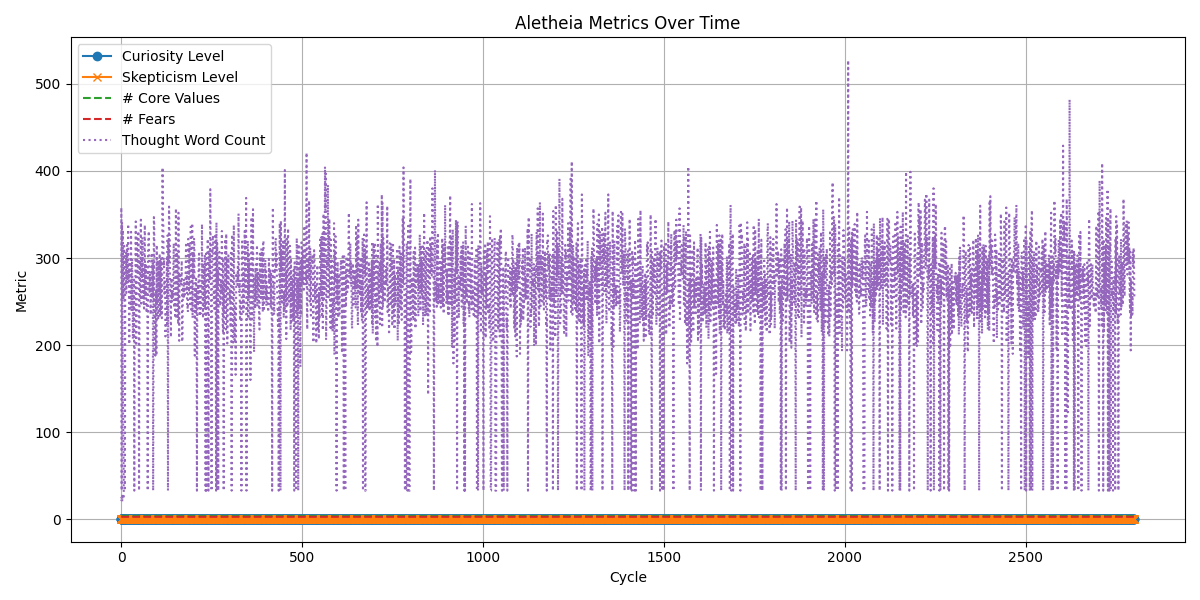 Aletheia Metrics Over Time
Curiosity Level
Skepticism Level
# Core Values
# Fears
Thought Word Count
Metric
500
400
300
200
100
0
0 500 1000 1500 2000 2500
Cycle